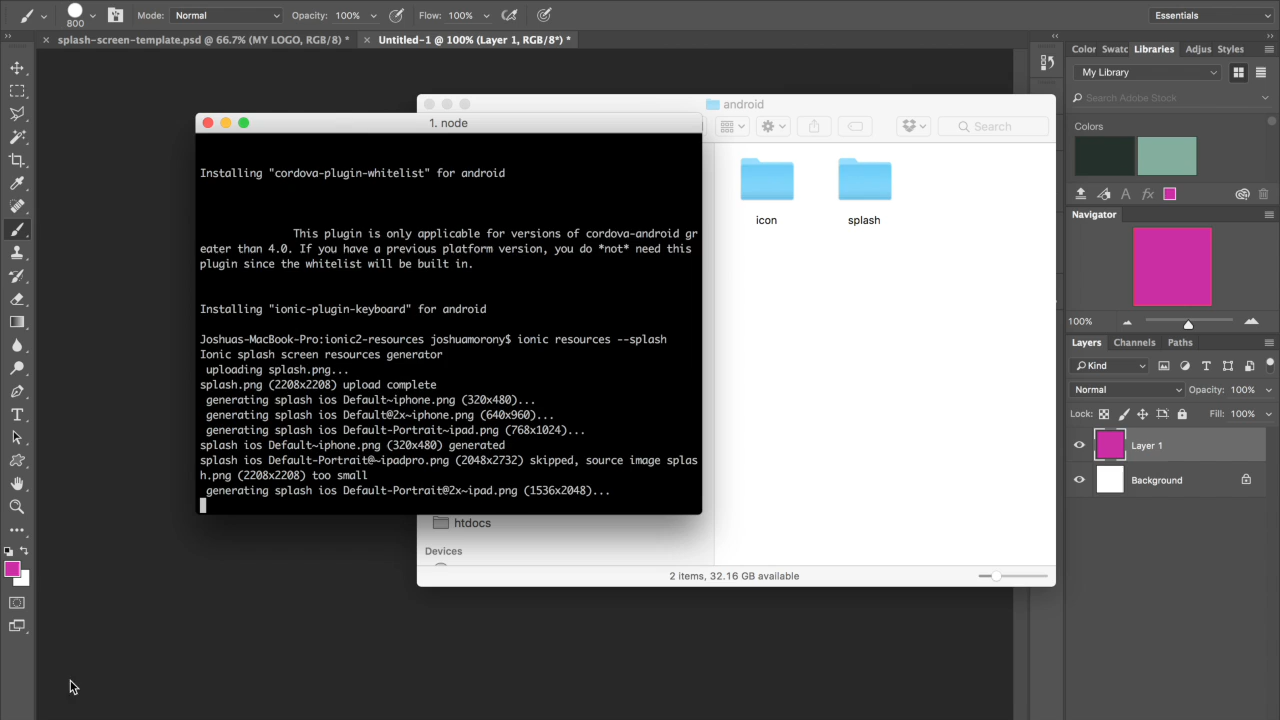 800
Mode:
Normal
Opacity:
100%
Flow:
100%
Essentials
splash-screen-template.psd @ 66.7% (MY LOGO, RGB/8) *
Untitled-1 @ 100% (Layer 1, RGB/8*) *
android
Search
icon
splash
htdocs
Devices
2 items, 32.16 GB available
1. node
Installing "cordova-plugin-whitelist" for android
This plugin is only applicable for versions of cordova-android gr
eater than 4.0. If you have a previous platform version, you do *not* need this
plugin since the whitelist will be built in.
Installing "ionic-plugin-keyboard" for android
Joshuas-MacBook-Pro:ionic2-resources joshuamorony$ ionic resources --splash
Ionic splash screen resources generator
uploading splash.png...
splash.png (2208x2208) upload complete
generating splash ios Default~iphone.png (320x480)...
generating splash ios Default@2x~iphone.png (640x960)...
generating splash ios Default-Portrait~ipad.png (768x1024)...
splash ios Default~iphone.png (320x480) generated
splash ios Default-Portrait@~ipadpro.png (2048x2732) skipped, source image splas
h.png (2208x2208) too small
generating splash ios Default-Portrait@2x~ipad.png (1536x2048)...
Color
Swatc
Libraries
Adjus
Styles
My Library
Search Adobe Stock
Colors
A
fx
Navigator
100%
Layers
Channels
Paths
Kind
T
Normal
Opacity:
100%
Lock:
Fill:
100%
Layer 1
Background